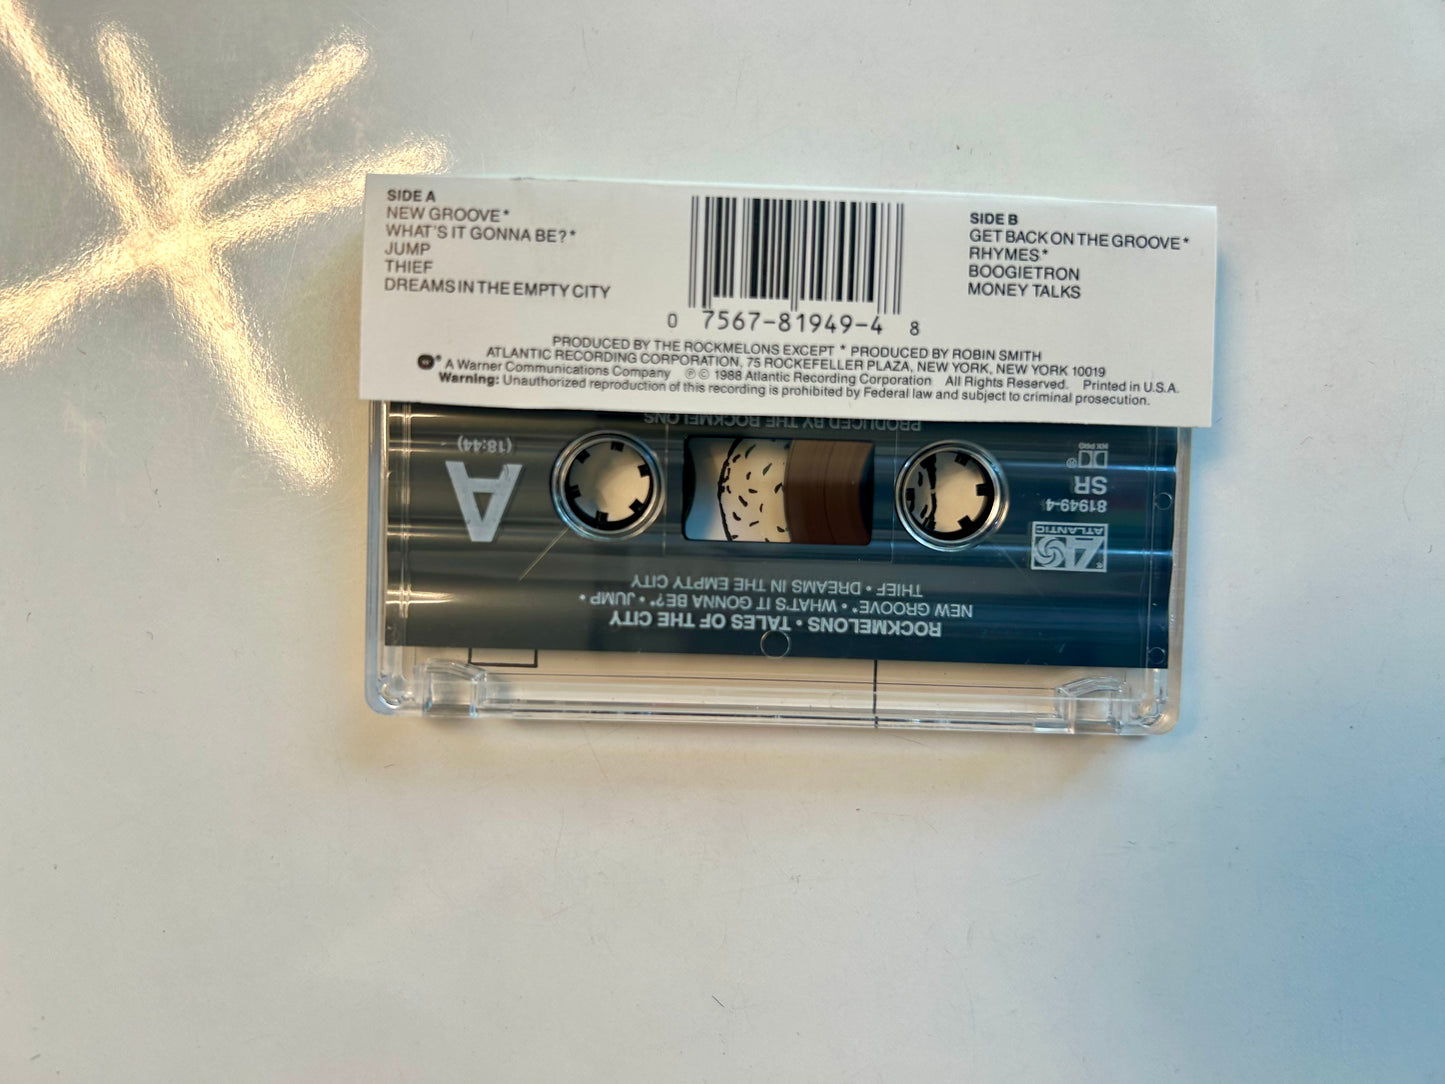 SIDE A
NEW GROOVE*
WHAT'S IT GONNA BE?*
JUMP
THIEF
DREAMS IN THE EMPTY CITY
0 7567-81949-4 8
SIDE B
GET BACK ON THE GROOVE*
RHYMES*
BOOGIETRON
MONEY TALKS
PRODUCED BY THE ROCKMELONS EXCEPT * PRODUCED BY ROBIN SMITH
ATLANTIC RECORDING CORPORATION, 75 ROCKEFELLER PLAZA, NEW YORK, NEW YORK 10019
® A Warner Communications Company ℗ © 1988 Atlantic Recording Corporation All Rights Reserved. Printed in U.S.A.
Warning: Unauthorized reproduction of this recording is prohibited by Federal law and subject to criminal prosecution.
ROCKMELONS • TALES OF THE CITY
NEW GROOVE* • WHAT'S IT GONNA BE?* • JUMP •
THIEF • DREAMS IN THE EMPTY CITY
ATLANTIC®
81949-4
SR
®
HX PRO
A
(18:44)
PRODUCED BY THE ROCKMELONS